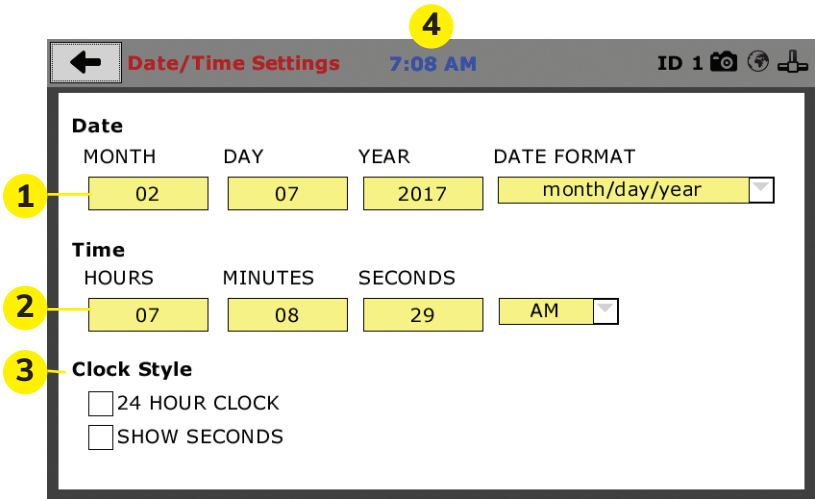 4
Date/Time Settings 7:08 AM ID 1
Date
MONTH DAY YEAR DATE FORMAT
1 02 07 2017 month/day/year
Time
HOURS MINUTES SECONDS
2 07 08 29 AM
3 Clock Style
24 HOUR CLOCK
SHOW SECONDS